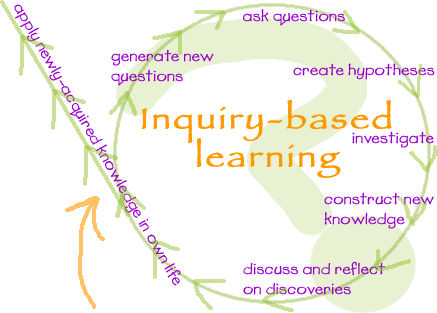 ask questions
create hypotheses
investigate
construct new
knowledge
discuss and reflect
on discoveries
generate new
questions
Inquiry-based
learning
apply newly-acquired knowledge in own life